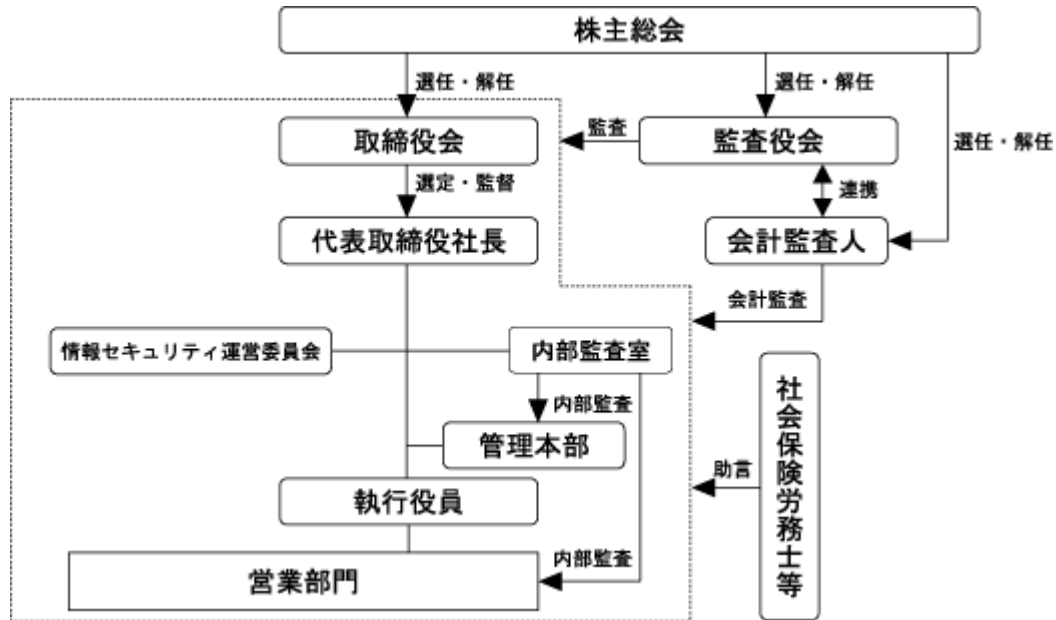 株主総会
選任・解任
選任・解任
取締役会
監査
監査役会
選任・解任
選定・監督
連携
代表取締役社長
会計監査人
会計監査
情報セキュリティ運営委員会
内部監査室
内部監査
管理本部
社会保険労務士等
助言
執行役員
内部監査
営業部門